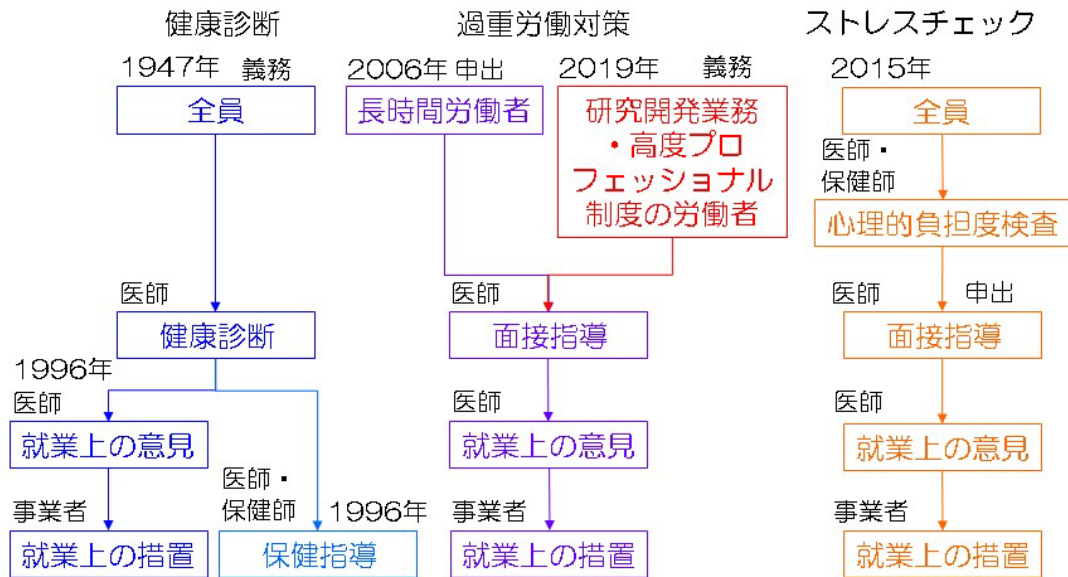 健康診断
1947年 義務
全員
医師
健康診断
1996年
医師
就業上の意見
事業者
就業上の措置
医師・
保健師 1996年
保健指導
過重労働対策
2006年 申出
長時間労働者
2019年 義務
研究開発業務
・高度プロ
フェッショナル
制度の労働者
医師
面接指導
医師
就業上の意見
事業者
就業上の措置
ストレスチェック
2015年
全員
医師・
保健師
心理的負担度検査
医師 申出
面接指導
医師
就業上の意見
事業者
就業上の措置